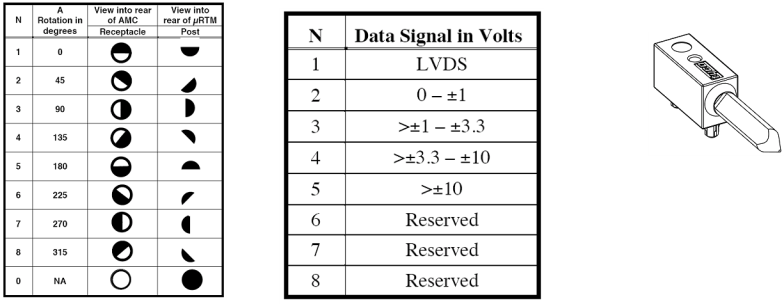 N A Rotation in degrees View into rear of AMC View into rear of µRTM
Receptacle Post
1 0
2 45
3 90
4 135
5 180
6 225
7 270
8 315
0 NA
N Data Signal in Volts
1 LVDS
2 0 – ±1
3 >±1 – ±3.3
4 >±3.3 – ±10
5 >±10
6 Reserved
7 Reserved
8 Reserved